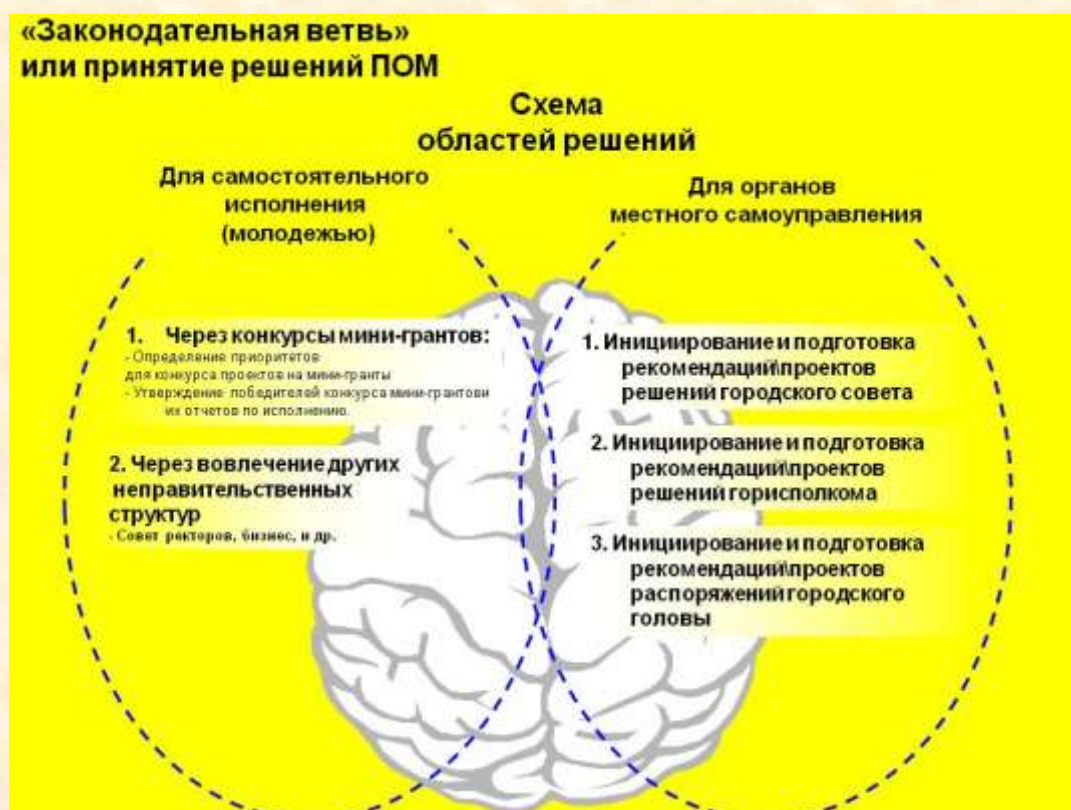 «Законодательная ветвь»
или принятие решений ПОМ
Схема
областей решений
Для самостоятельного
исполнения
(молодежью)
Для органов
местного самоуправления
1. Через конкурсы мини-грантов:
- Определение приоритетов
для конкурса проектов на мини-гранты
- Утверждение победителей конкурса мини-грантови
их отчетов по исполнению.
2. Через вовлечение других
неправительственных
структур
- Совет ректоров, бизнес, и др.
1. Инициирование и подготовка
рекомендаций\проектов
решений городского совета
2. Инициирование и подготовка
рекомендаций\проектов
решений горисполкома
3. Инициирование и подготовка
рекомендаций\проектов
распоряжений городского
головы